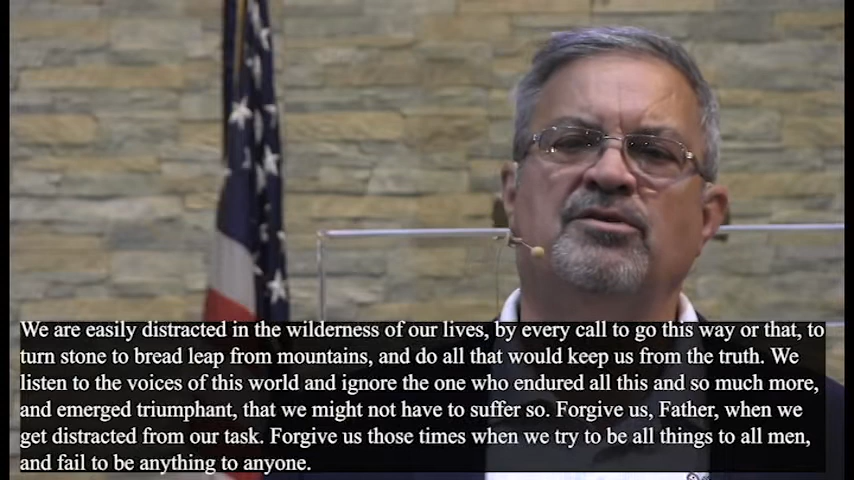 We are easily distracted in the wilderness of our lives, by every call to go this way or that, to
turn stone to bread leap from mountains, and do all that would keep us from the truth. We
listen to the voices of this world and ignore the one who endured all this and so much more,
and emerged triumphant, that we might not have to suffer so. Forgive us, Father, when we
get distracted from our task. Forgive us those times when we try to be all things to all men,
and fail to be anything to anyone.